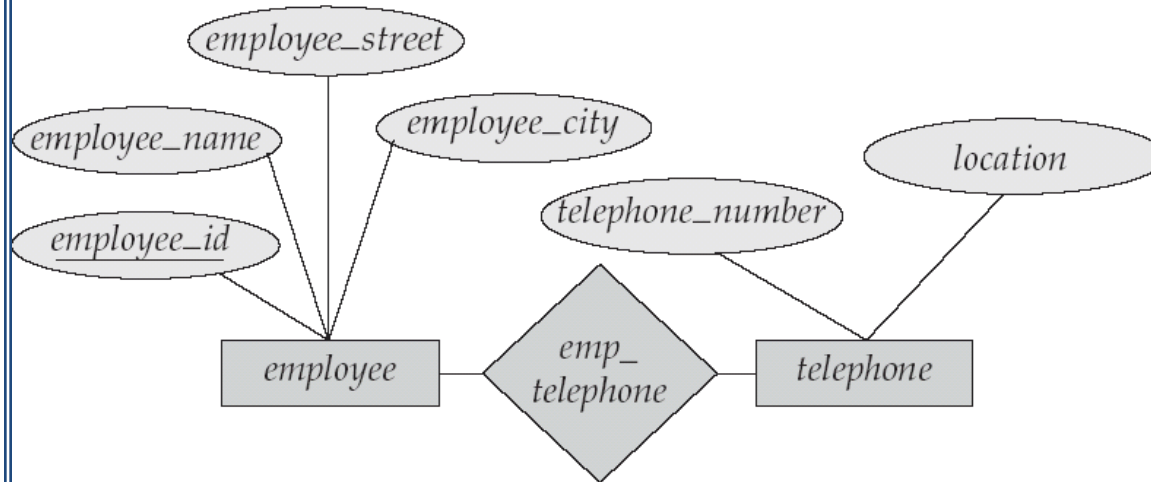 employee_street
employee_name
employee_city
location
employee_id
telephone_number
employee
emp_
telephone
telephone